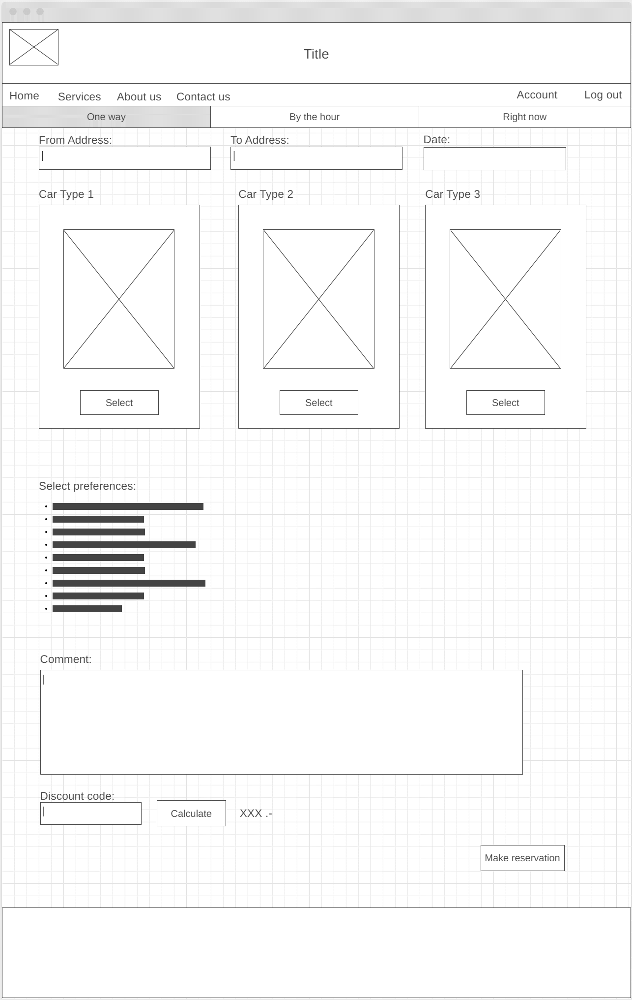 Title
Home Services About us Contact us Account Log out
One way By the hour Right now
From Address: To Address: Date:
Car Type 1 Car Type 2 Car Type 3
Select Select Select
Select preferences:
Comment:
Discount code:
Calculate XXX .-
Make reservation